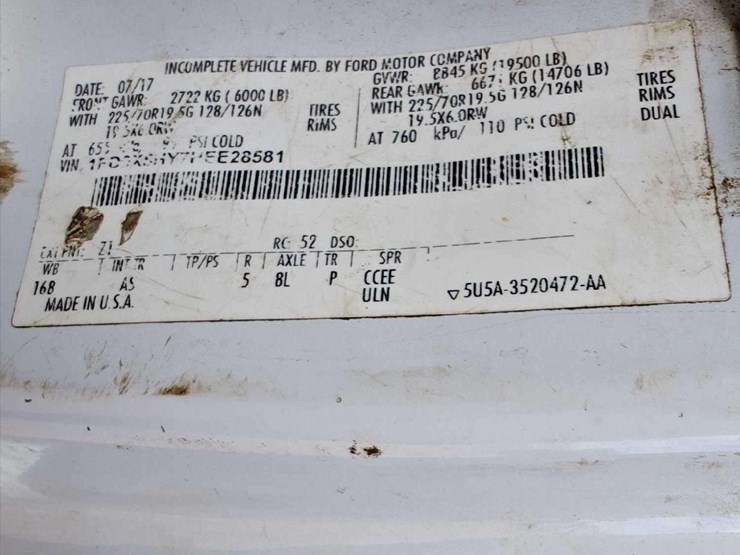 INCOMPLETE VEHICLE MFD. BY FORD MOTOR COMPANY
DATE: 07/17 GVWR: 8845 KG (19500 LB)
FRONT GAWR: 2722 KG (6000 LB) REAR GAWR: KG (14706 LB)
WITH 225/70R19.5G 128/126N TIRES WITH 225/70R19.5G 128/126N TIRES
19.5X6.0RW RIMS 19.5X6.0RW RIMS
AT PSI COLD AT 760 kPa/ 110 PSI COLD DUAL
VIN EE28581
EXT PNT: Z1 RC: 52 DSO:
WB INT TR TP/PS R AXLE TR SPR
168 AS 5 8L P CCEE
MADE IN U.S.A. ULN ▽5U5A-3520472-AA